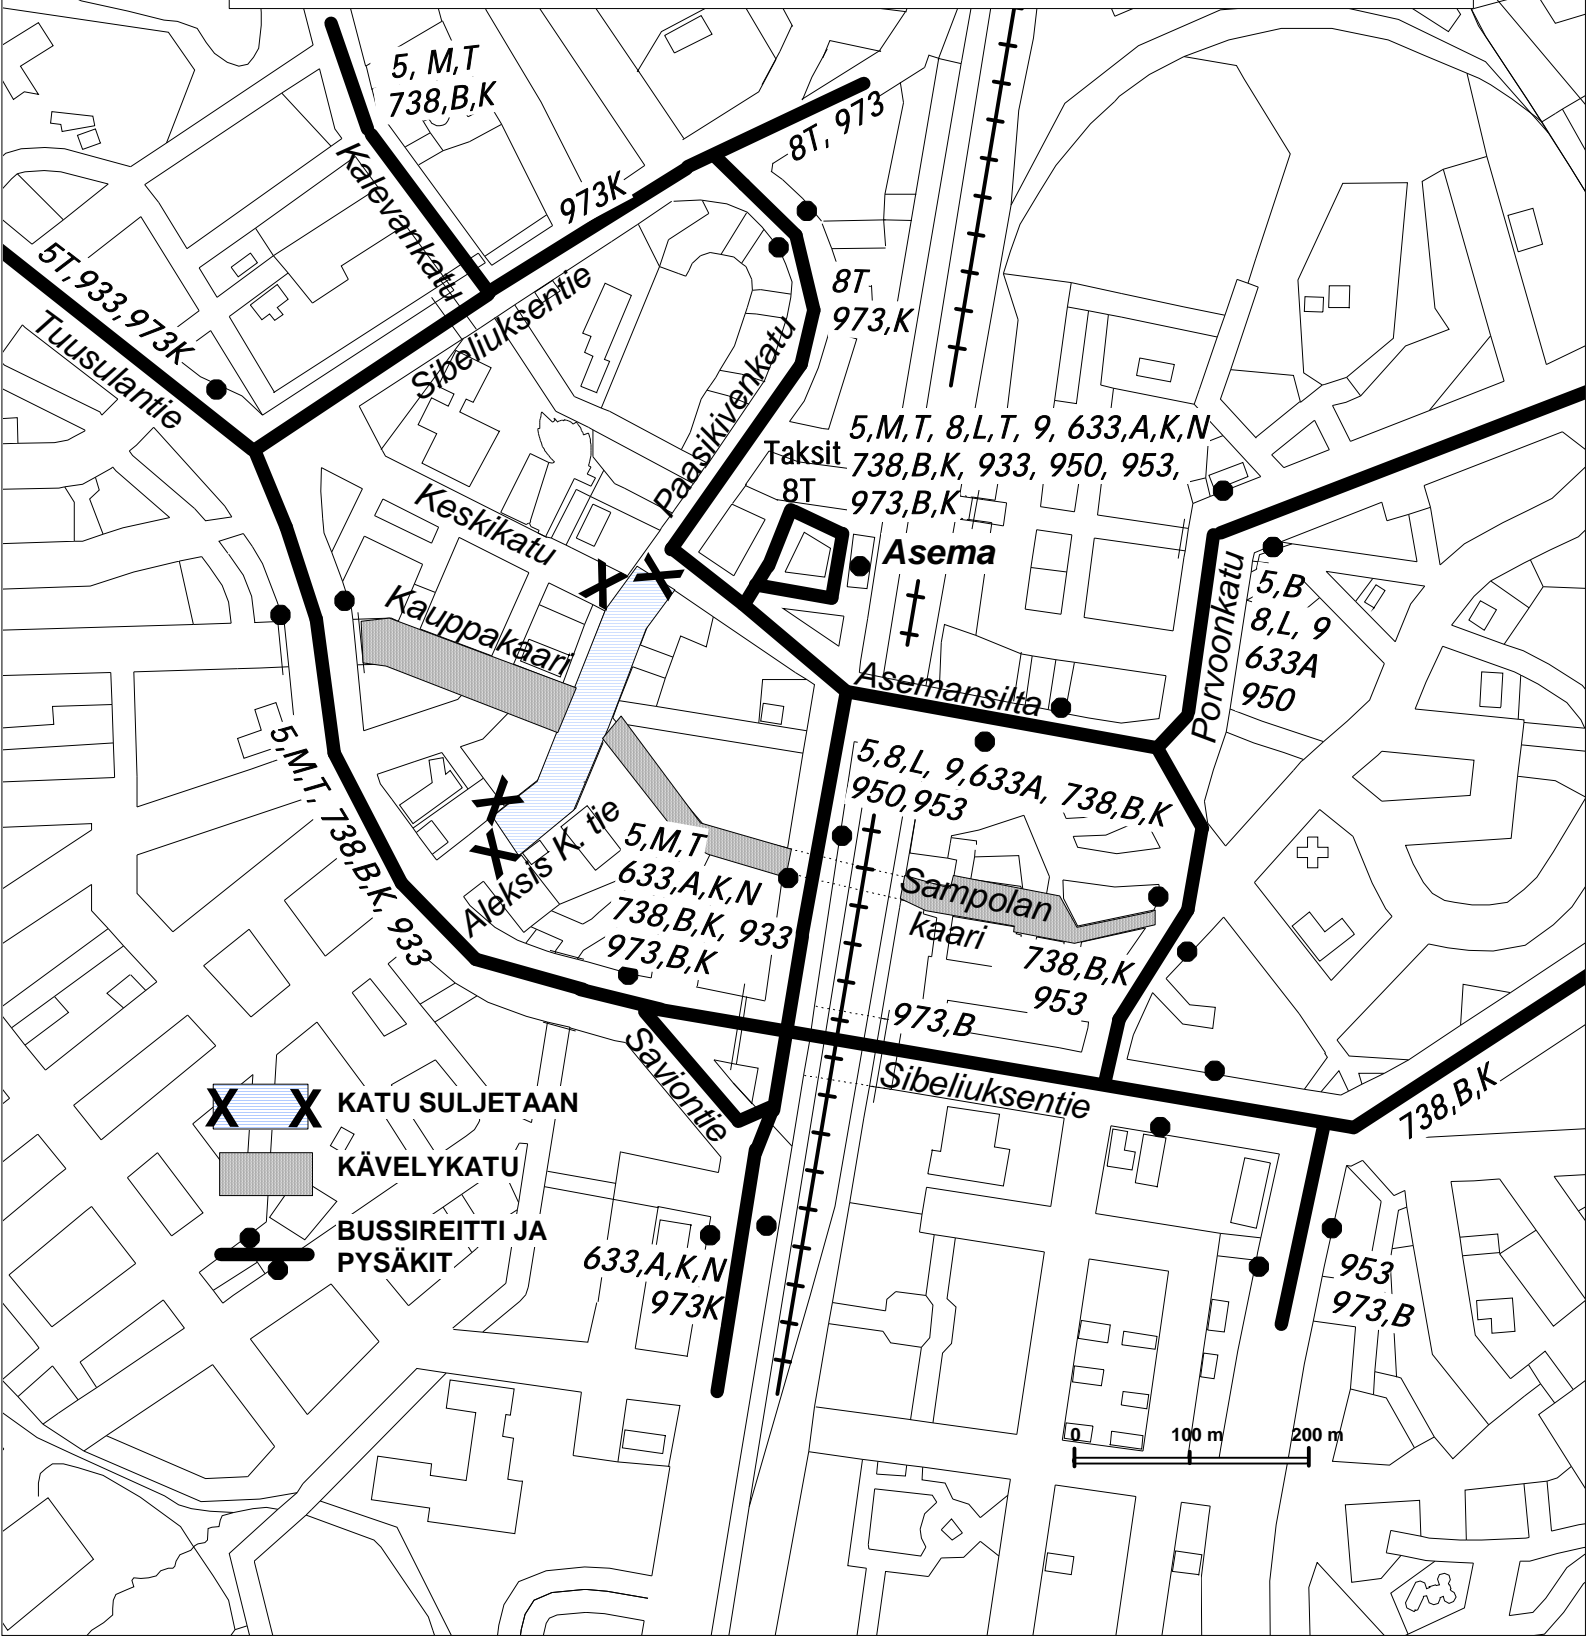 5, M,T
738,B,K
8T, 973
Kalevankatu
973K
5T,933,973K
Tuusulantie
Sibeliuksentie
8T
973,K
Paasikivenkatu
5,M,T, 8,L,T, 9, 633,A,K,N
738,B,K, 933, 950, 953,
973,B,K
Taksit
8T
Keskikatu
Asema
Kauppakaari
Porvoonkatu
5,B
8,L, 9
633A
950
Asemansilta
5,M,T, 738,B,K, 933
5,8,L, 9,633A, 738,B,K
950,953
Aleksis K. tie
5,M,T
633,A,K,N
738,B,K, 933
973,B,K
Sampolan
kaari
738,B,K
953
973,B
Saviontie
Sibeliuksentie
738,B,K
X X KATU SULJETAAN
KÄVELYKATU
BUSSIREITTI JA
PYSÄKIT
633,A,K,N
973K
953
973,B
0 100 m 200 m